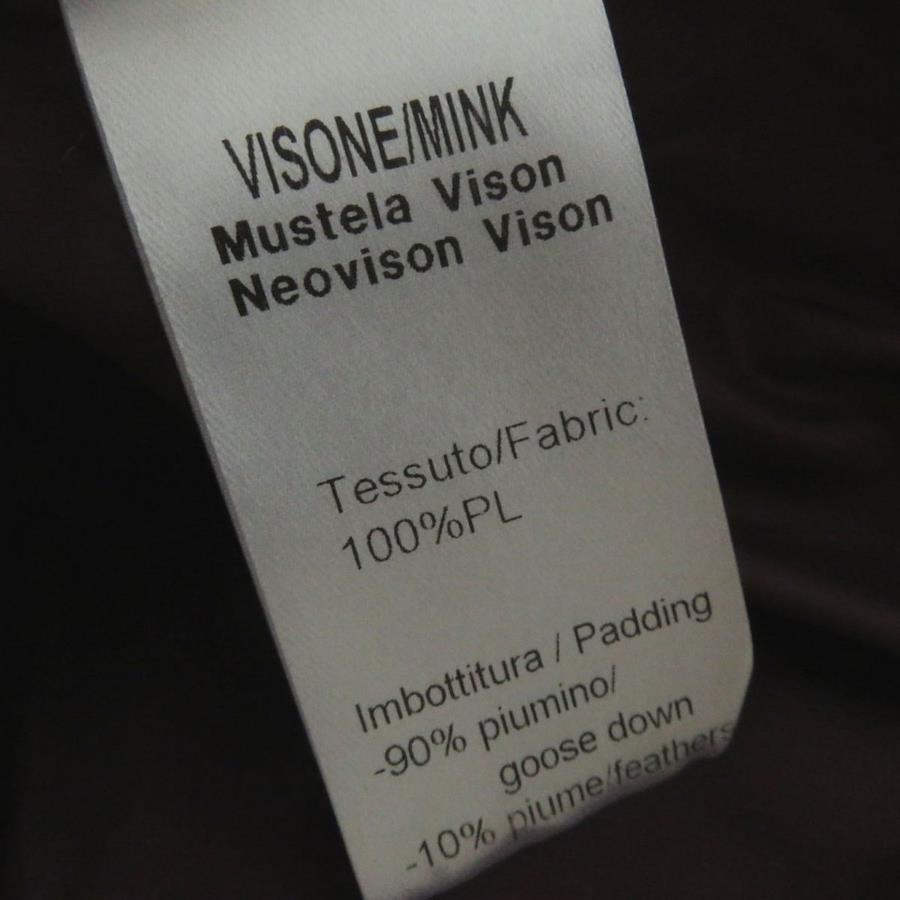 VISONE/MINK
Mustela Vison
Neovison Vison
Tessuto/Fabric:
100%PL
Imbottitura / Padding
-90% piumino/
goose down
-10% piume/feathers